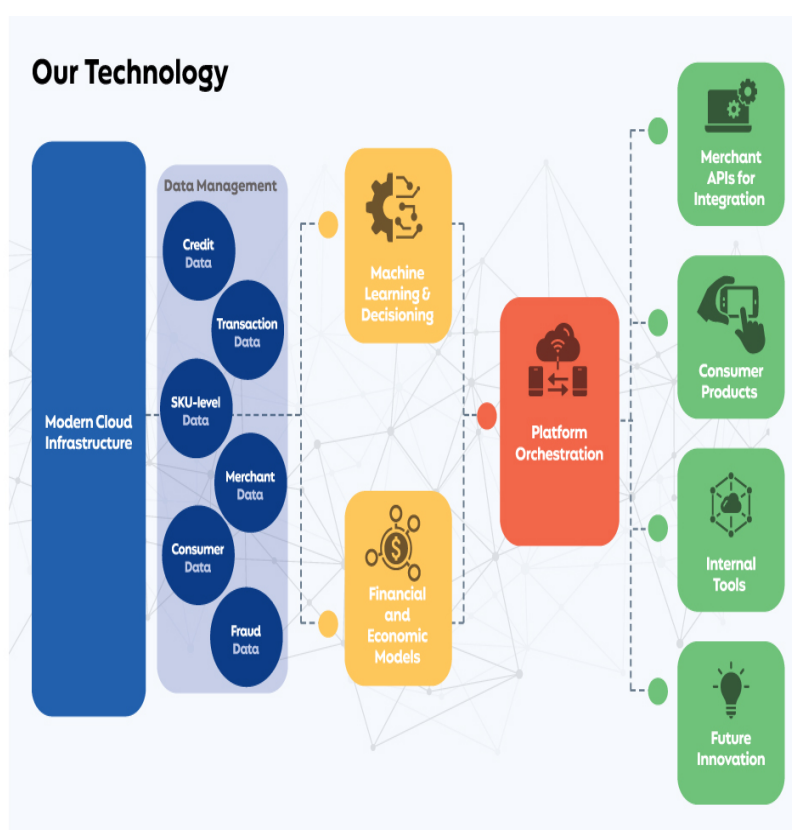 Our Technology
Modern Cloud
Infrastructure
Data Management
Credit
Data
Transaction
Data
SKU-level
Data
Merchant
Data
Consumer
Data
Fraud
Data
Machine
Learning &
Decisioning
Financial
and
Economic
Models
$
Platform
Orchestration
Merchant
APIs for
Integration
Consumer
Products
Internal
Tools
Future
Innovation